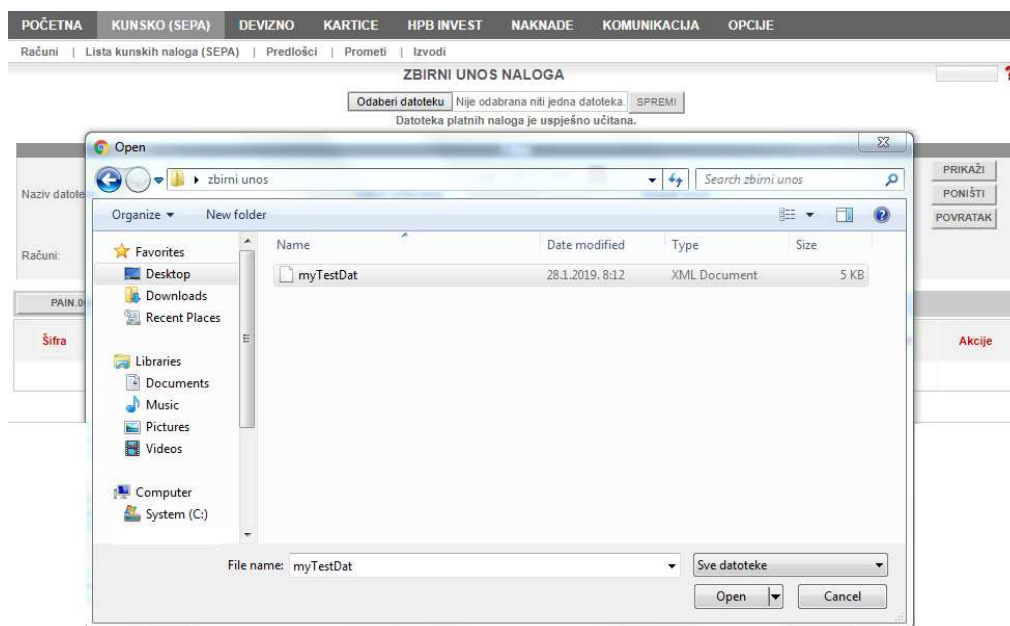 POČETNA KUNSKO (SEPA) DEVIZNO KARTICE HPB INVEST NAKNADE KOMUNIKACIJA OPCIJE
Računi | Lista kunskih naloga (SEPA) | Predlošci | Prometi | Izvodi
ZBIRNI UNOS NALOGA
Odaberi datoteku Nije odabrana niti jedna datoteka. SPREMI
Datoteka platnih naloga je uspješno učitana.
Open
zbirni unos Search zbirni unos
PRIKAŽI
Naziv datote
PONIŠTI
POVRATAK
Organize New folder
Name Date modified Type Size
Favorites
Računi:
Desktop myTestDat 28.1.2019. 8:12 XML Document 5 KB
Downloads
PAIN.0
Recent Places
Šifra Akcije
Libraries
Documents
Music
Pictures
Videos
Computer
System (C:)
File name: myTestDat Sve datoteke
Open Cancel